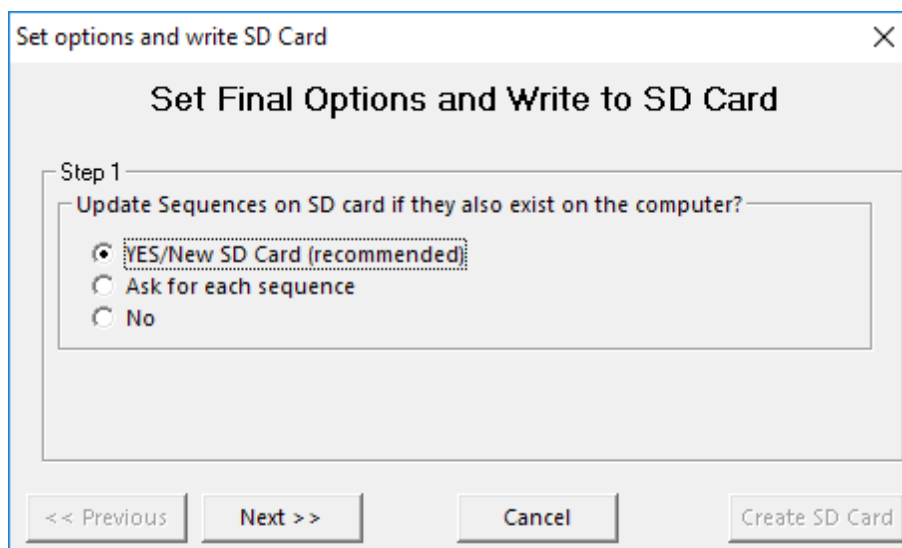 Set options and write SD Card
Set Final Options and Write to SD Card
Step 1
Update Sequences on SD card if they also exist on the computer?
YES/New SD Card (recommended)
Ask for each sequence
No
<< Previous
Next >>
Cancel
Create SD Card